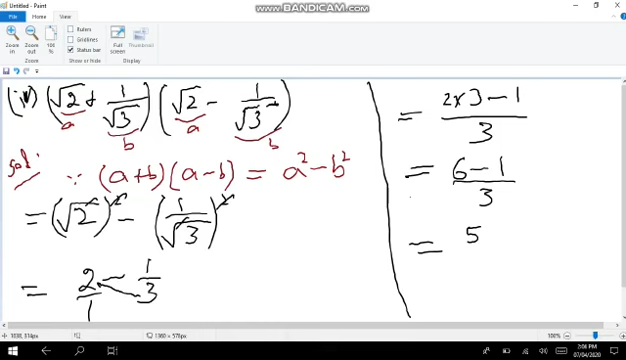 Untitled - Paint
www.BANDICAM.com
File Home View
Zoom in Zoom out 100 %
Rulers
Gridlines
Status bar
Full screen
Thumbnail
Zoom
Show or hide
Display
(iv) (√2 + 1/√3) (√2 - 1/√3)
a b a b
Sol:
∵ (a+b)(a-b) = a² - b²
= (√2)² - (1/√3)²
= 2/1 - 1/3
= 2×3-1/3
= 6-1/3
= 5
1360 × 576px
100%
3:06 PM
07/04/2020